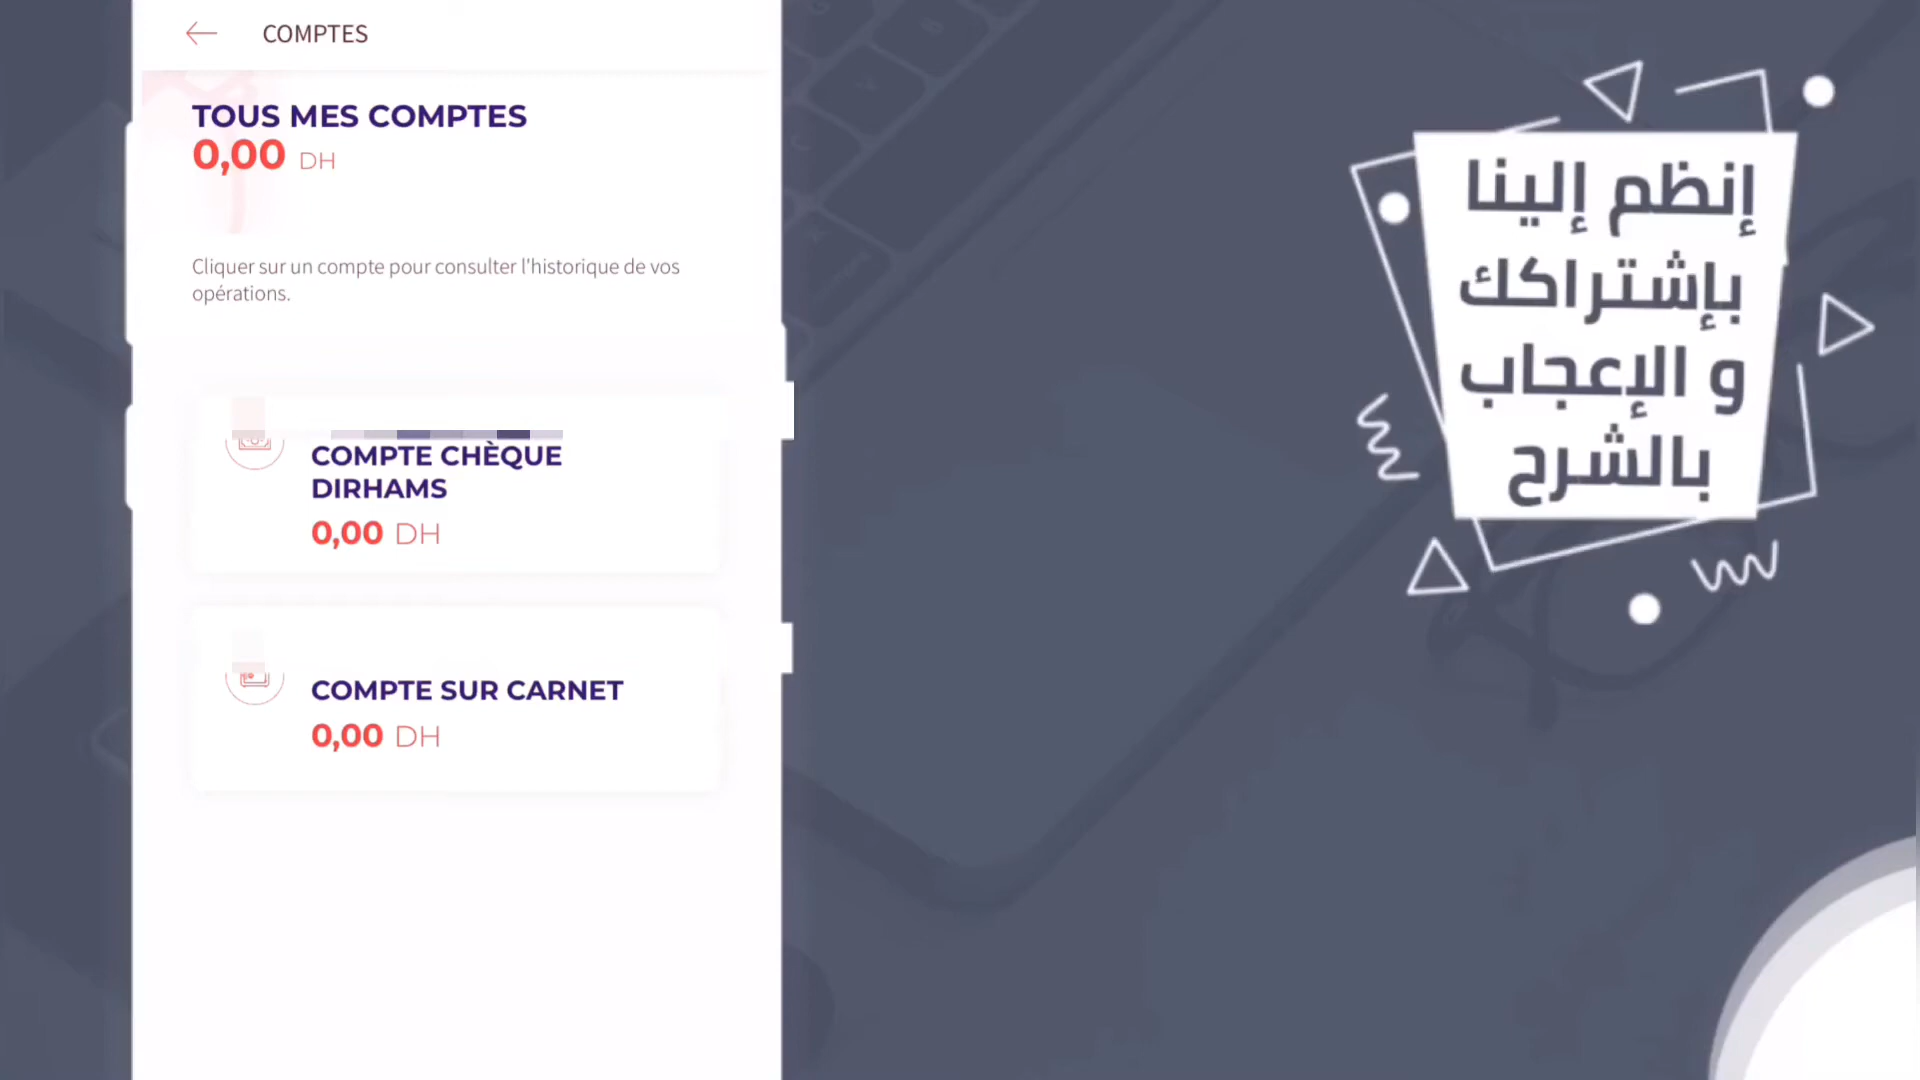 COMPTES
TOUS MES COMPTES
0,00 DH
Cliquer sur un compte pour consulter l'historique de vos
opérations.
COMPTE CHÈQUE
DIRHAMS
0,00 DH
COMPTE SUR CARNET
0,00 DH
إنظم إلينا
بإشتراكك
و الإعجاب
بالشرح